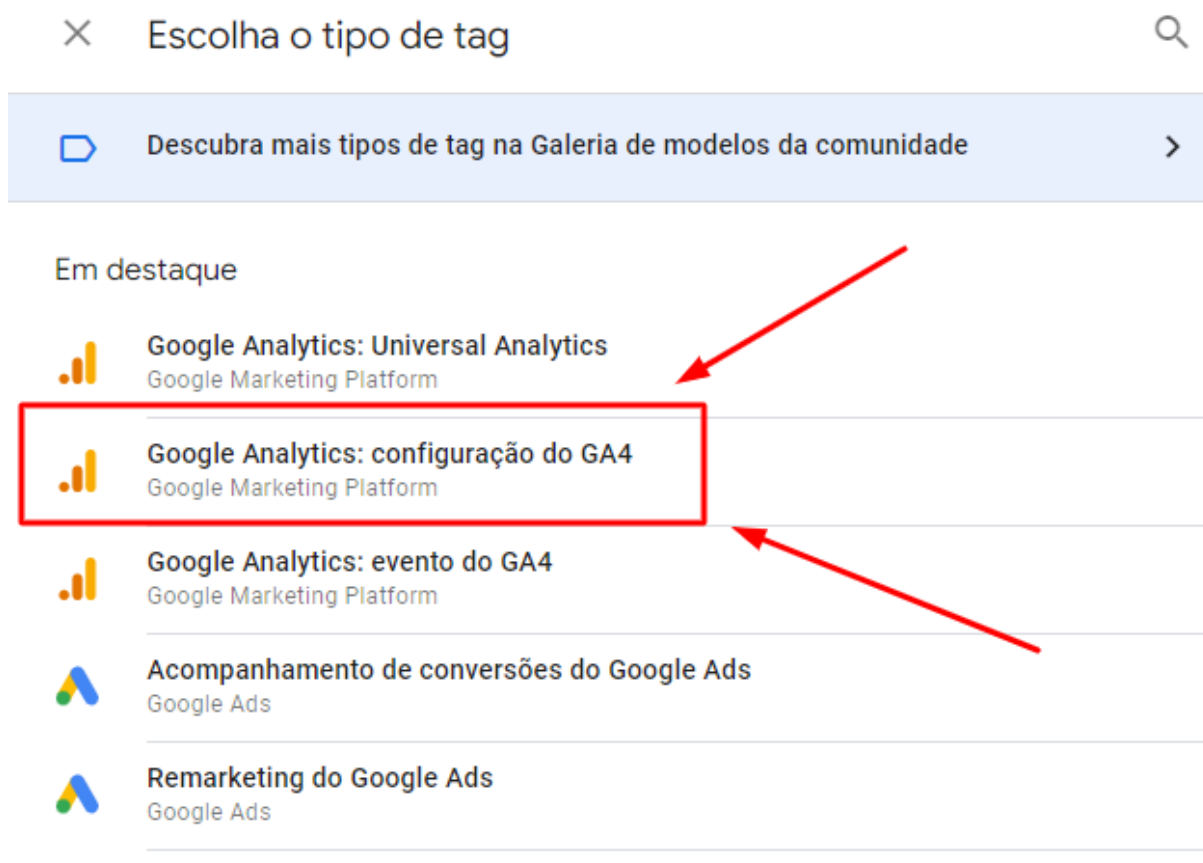 Escolha o tipo de tag
Descubra mais tipos de tag na Galeria de modelos da comunidade
Em destaque
Google Analytics: Universal Analytics
Google Marketing Platform
Google Analytics: configuração do GA4
Google Marketing Platform
Google Analytics: evento do GA4
Google Marketing Platform
Acompanhamento de conversões do Google Ads
Google Ads
Remarketing do Google Ads
Google Ads